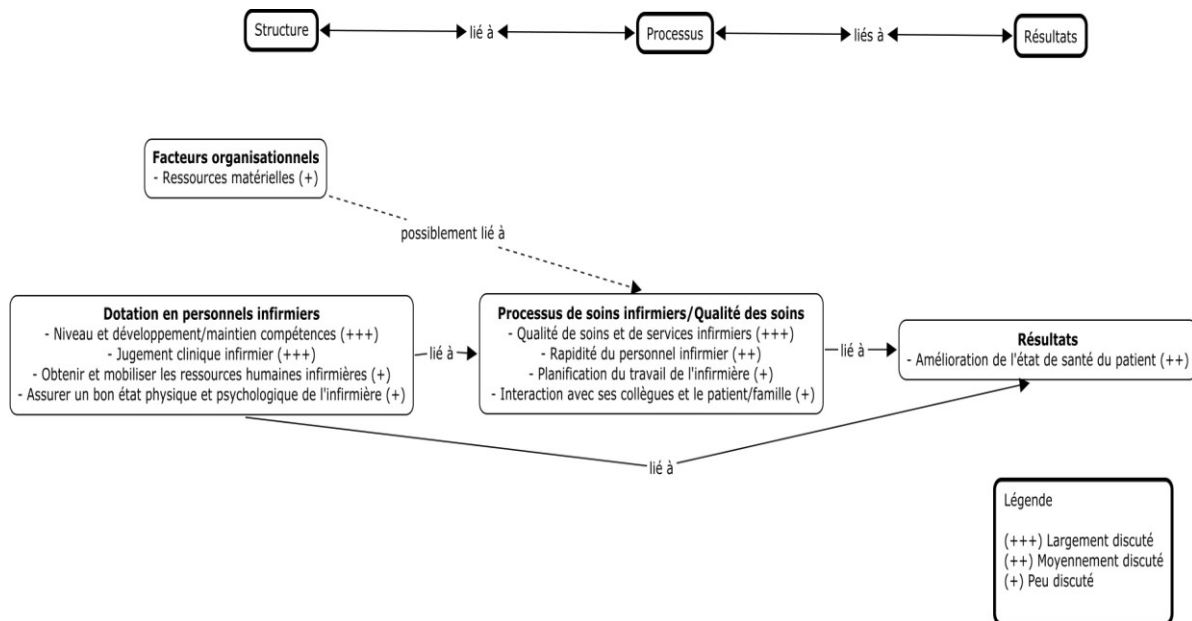 Structure
lié à
Processus
liés à
Résultats
Facteurs organisationnels
- Ressources matérielles (+)
possiblement lié à
Dotation en personnels infirmiers
- Niveau et développement/maintien compétences (+++)
- Jugement clinique infirmier (+++)
- Obtenir et mobiliser les ressources humaines infirmières (+)
- Assurer un bon état physique et psychologique de l'infirmière (+)
lié à
Processus de soins infirmiers/Qualité des soins
- Qualité de soins et de services infirmiers (+++)
- Rapidité du personnel infirmier (++)
- Planification du travail de l'infirmière (+)
- Interaction avec ses collègues et le patient/famille (+)
lié à
Résultats
- Amélioration de l'état de santé du patient (++)
lié à
Légende
(+++) Largement discuté
(++) Moyennement discuté
(+) Peu discuté